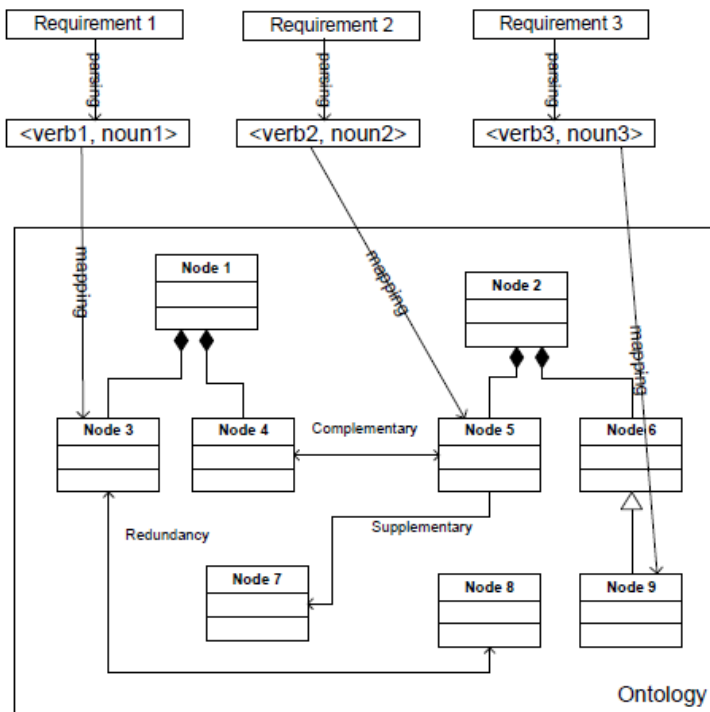 Requirement 1
Requirement 2
Requirement 3
parsing
parsing
parsing
<verb1, noun1>
<verb2, noun2>
<verb3, noun3>
mapping
mapping
mapping
Node 1
Node 2
Node 3
Node 4
Complementary
Node 5
Node 6
Redundancy
Supplementary
Node 7
Node 8
Node 9
Ontology